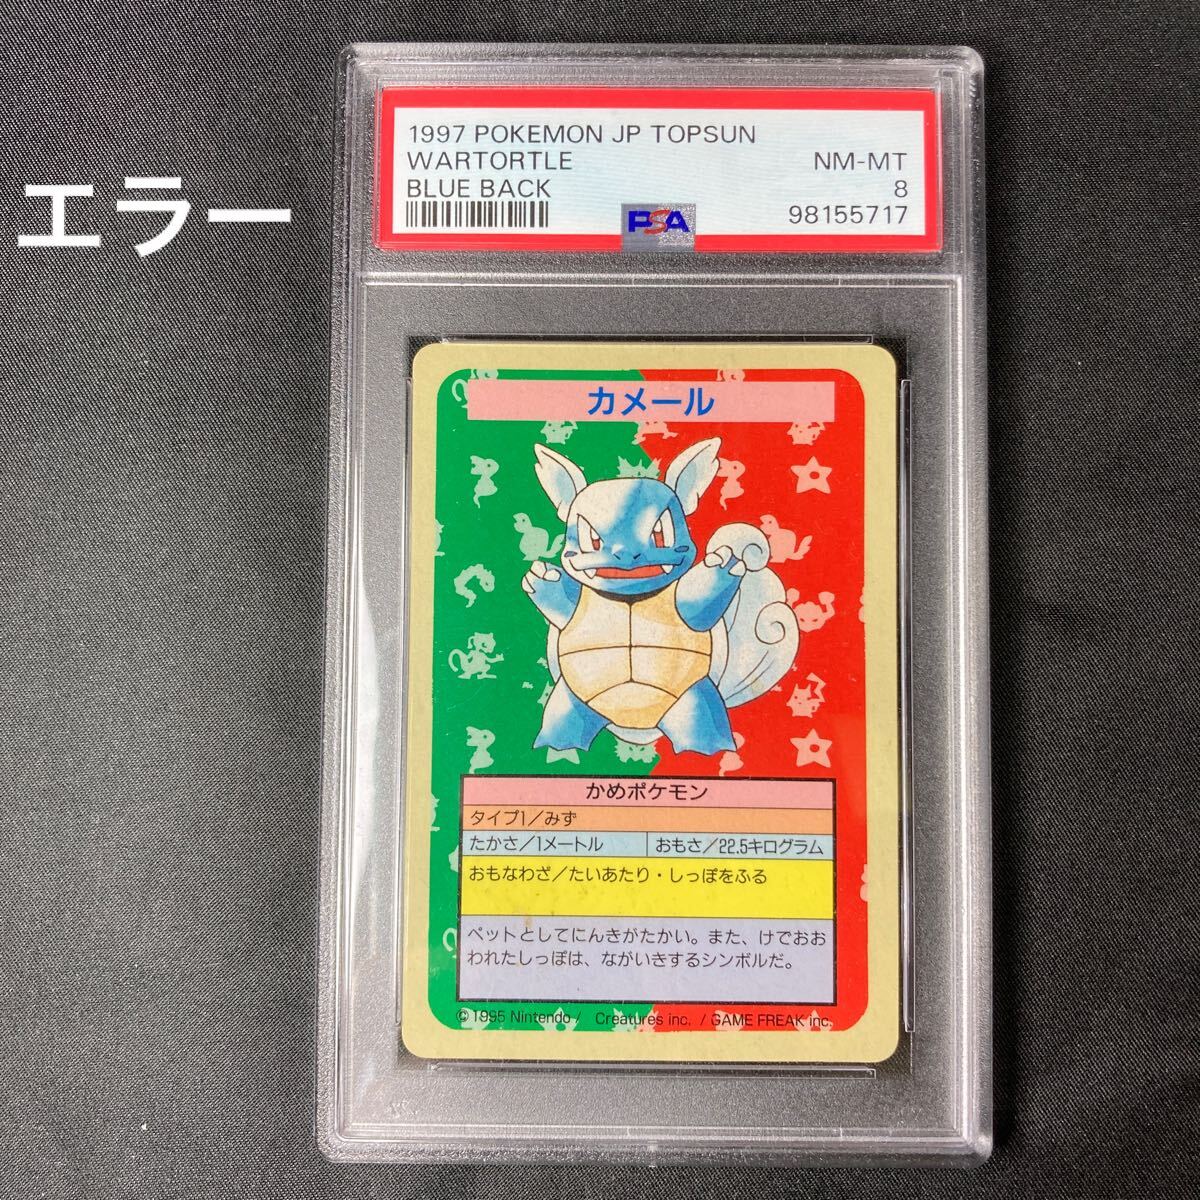 エラー
1997 POKEMON JP TOPSUN
WARTORTLE NM-MT
BLUE BACK 8
PSA 98155717
カメール
かめポケモン
タイプ1/みず
たかさ/1メートル おもさ/22.5キログラム
おもなわざ/たいあたり・しっぽをふる
ペットとしてにんきがたかい。また、けでおお
われたしっぽは、ながいきするシンボルだ。
©1995 Nintendo / Creatures inc. / GAME FREAK inc.